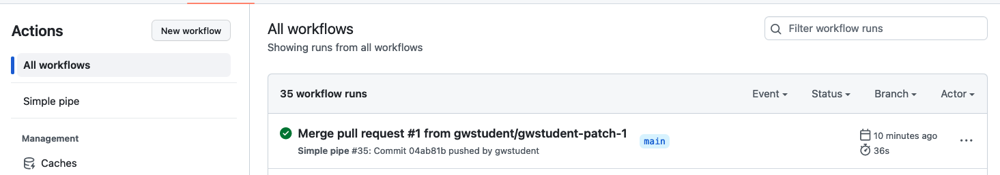 Actions
New workflow
All workflows
Simple pipe
Management
Caches
All workflows
Showing runs from all workflows
Filter workflow runs
35 workflow runs
Event
Status
Branch
Actor
Merge pull request #1 from gwstudent/gwstudent-patch-1
Simple pipe #35: Commit 04ab81b pushed by gwstudent
main
10 minutes ago
36s